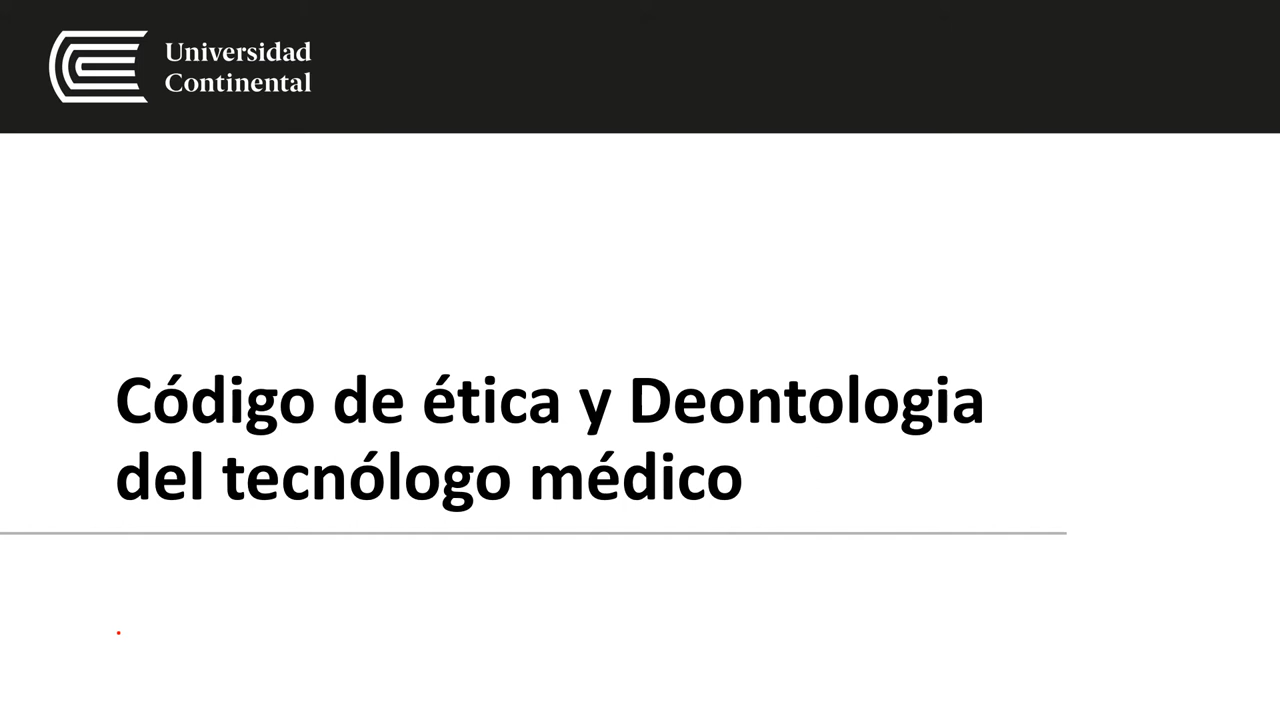 Universidad
Continental
Código de ética y Deontologia
del tecnólogo médico
.